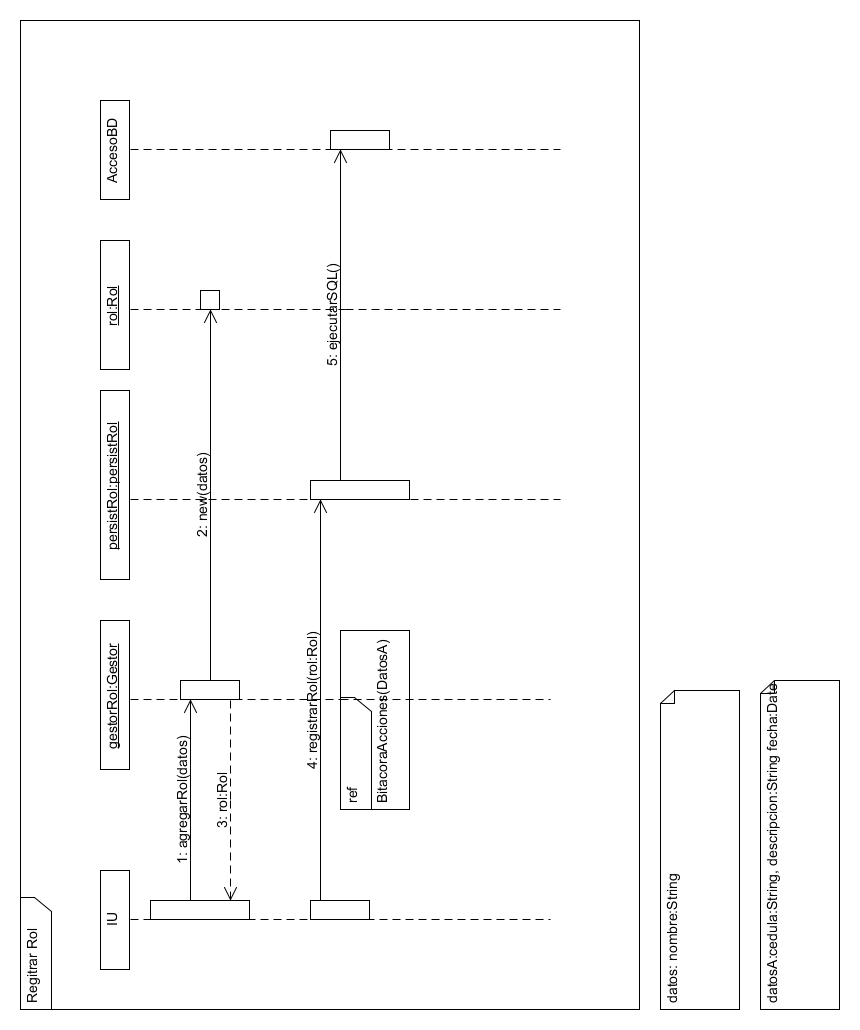 Regitrar Rol
IU
gestorRol:Gestor
persistRol:persistRol
rol:Rol
AccesoBD
1: agregarRol(datos)
2: new(datos)
3: rol:Rol
4: registrarRol(rol:Rol)
5: ejecutarSQL()
ref
BitacoraAcciones(DatosA)
datos: nombre:String
datosA:cedula:String, descripcion:String fecha:Date